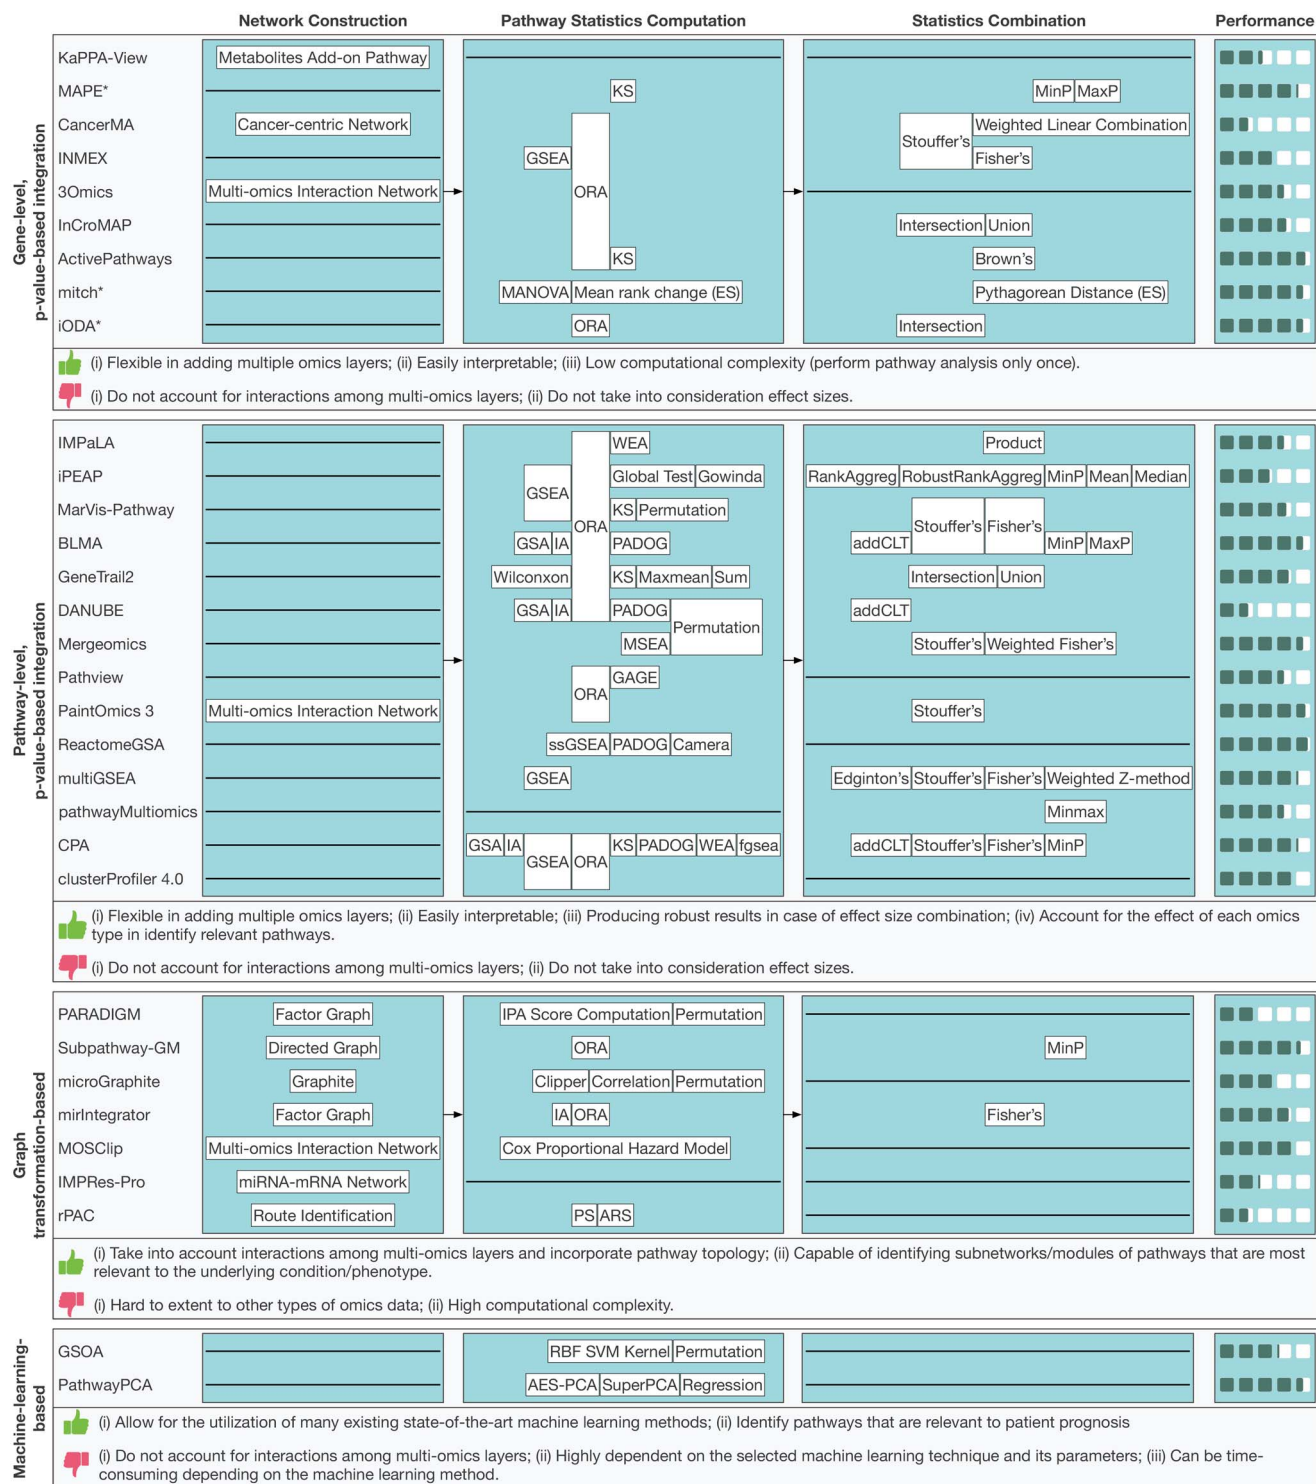 Network Construction Pathway Statistics Computation Statistics Combination Performance
Gene-level,
p-value-based integration
KaPPA-View Metabolites Add-on Pathway
MAPE* KS MinP MaxP
CancerMA Cancer-centric Network ORA Stouffer's Weighted Linear Combination
INMEX GSEA Fisher's
3Omics Multi-omics Interaction Network
InCroMAP Intersection Union
ActivePathways KS Brown's
mitch* MANOVA Mean rank change (ES) Pythagorean Distance (ES)
iODA* ORA Intersection
(i) Flexible in adding multiple omics layers; (ii) Easily interpretable; (iii) Low computational complexity (perform pathway analysis only once).
(i) Do not account for interactions among multi-omics layers; (ii) Do not take into consideration effect sizes.
Pathway-level,
p-value-based integration
IMPaLA ORA WEA Product
iPEAP GSEA Global Test Gowinda RankAggreg RobustRankAggreg MinP Mean Median
MarVis-Pathway KS Permutation Stouffer's Fisher's
BLMA GSA IA PADOG addCLT MinP MaxP
GeneTrail2 Wilconxon KS Maxmean Sum Intersection Union
DANUBE GSA IA PADOG Permutation addCLT
Mergeomics MSEA Stouffer's Weighted Fisher's
Pathview ORA GAGE
PaintOmics 3 Multi-omics Interaction Network Stouffer's
ReactomeGSA ssGSEA PADOG Camera
multiGSEA GSEA Edginton's Stouffer's Fisher's Weighted Z-method
pathwayMultiomics Minmax
CPA GSA IA GSEA ORA KS PADOG WEA fgsea addCLT Stouffer's Fisher's MinP
clusterProfiler 4.0
(i) Flexible in adding multiple omics layers; (ii) Easily interpretable; (iii) Producing robust results in case of effect size combination; (iv) Account for the effect of each omics
type in identify relevant pathways.
(i) Do not account for interactions among multi-omics layers; (ii) Do not take into consideration effect sizes.
Graph
transformation-based
PARADIGM Factor Graph IPA Score Computation Permutation
Subpathway-GM Directed Graph ORA MinP
microGraphite Graphite Clipper Correlation Permutation
mirIntegrator Factor Graph IA ORA Fisher's
MOSClip Multi-omics Interaction Network Cox Proportional Hazard Model
IMPRes-Pro miRNA-mRNA Network
rPAC Route Identification PS ARS
(i) Take into account interactions among multi-omics layers and incorporate pathway topology; (ii) Capable of identifying subnetworks/modules of pathways that are most
relevant to the underlying condition/phenotype.
(i) Hard to extent to other types of omics data; (ii) High computational complexity.
Machine-learning-
based
GSOA RBF SVM Kernel Permutation
PathwayPCA AES-PCA SuperPCA Regression
(i) Allow for the utilization of many existing state-of-the-art machine learning methods; (ii) Identify pathways that are relevant to patient prognosis
(i) Do not account for interactions among multi-omics layers; (ii) Highly dependent on the selected machine learning technique and its parameters; (iii) Can be time-
consuming depending on the machine learning method.